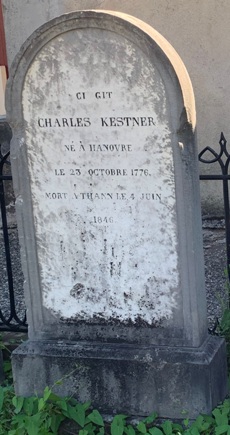 CI GIT
CHARLES KESTNER
NÉ À HANOVRE
LE 23 OCTOBRE 1776,
MORT À THANN LE 4 JUIN
1846.